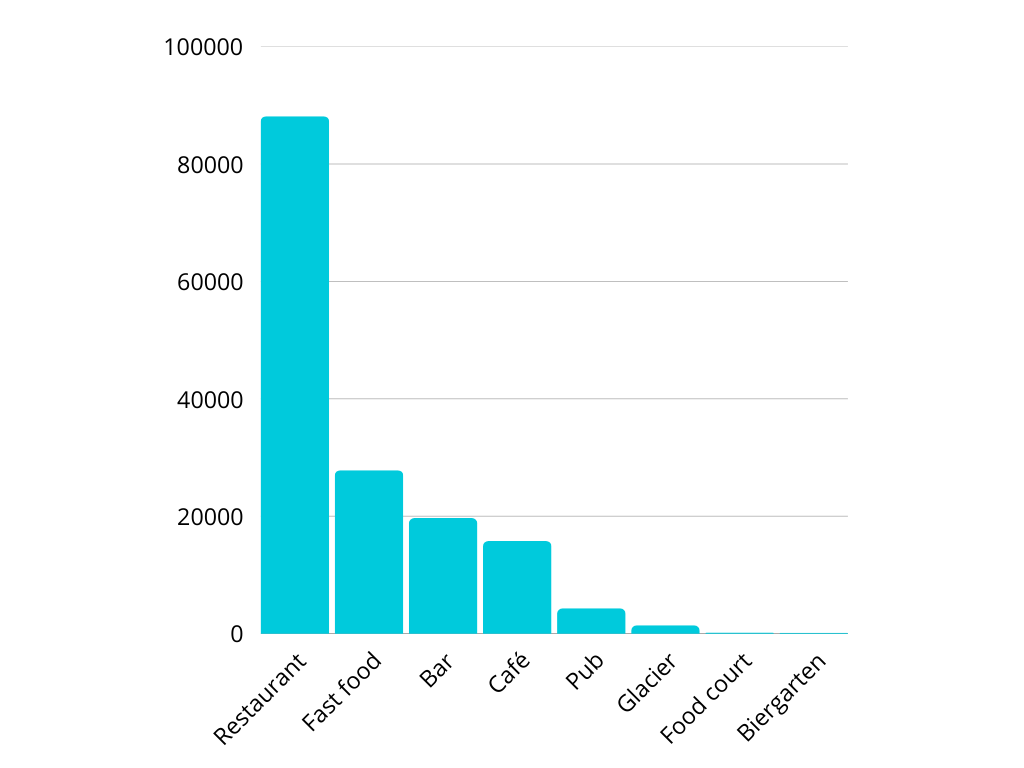 100000
80000
60000
40000
20000
0
Restaurant
Fast food
Bar
Café
Pub
Glacier
Food court
Biergarten